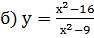 б) y = (x² − 16)/(x² − 9)